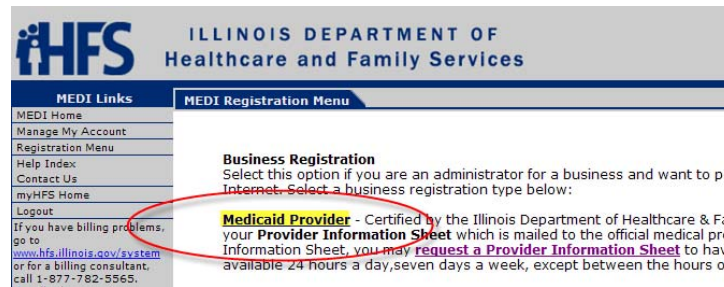 iHFS
ILLINOIS DEPARTMENT OF
Healthcare and Family Services
MEDI Links
MEDI Home
Manage My Account
Registration Menu
Help Index
Contact Us
myHFS Home
Logout
If you have billing problems,
go to
www.hfs.illinois.gov/system
or for a billing consultant,
call 1-877-782-5565.
MEDI Registration Menu
Business Registration
Select this option if you are an administrator for a business and want to p
Internet. Select a business registration type below:
Medicaid Provider - Certified by the Illinois Department of Healthcare & Fa
your Provider Information Sheet which is mailed to the official medical pro
Information Sheet, you may request a Provider Information Sheet to hav
available 24 hours a day,seven days a week, except between the hours o